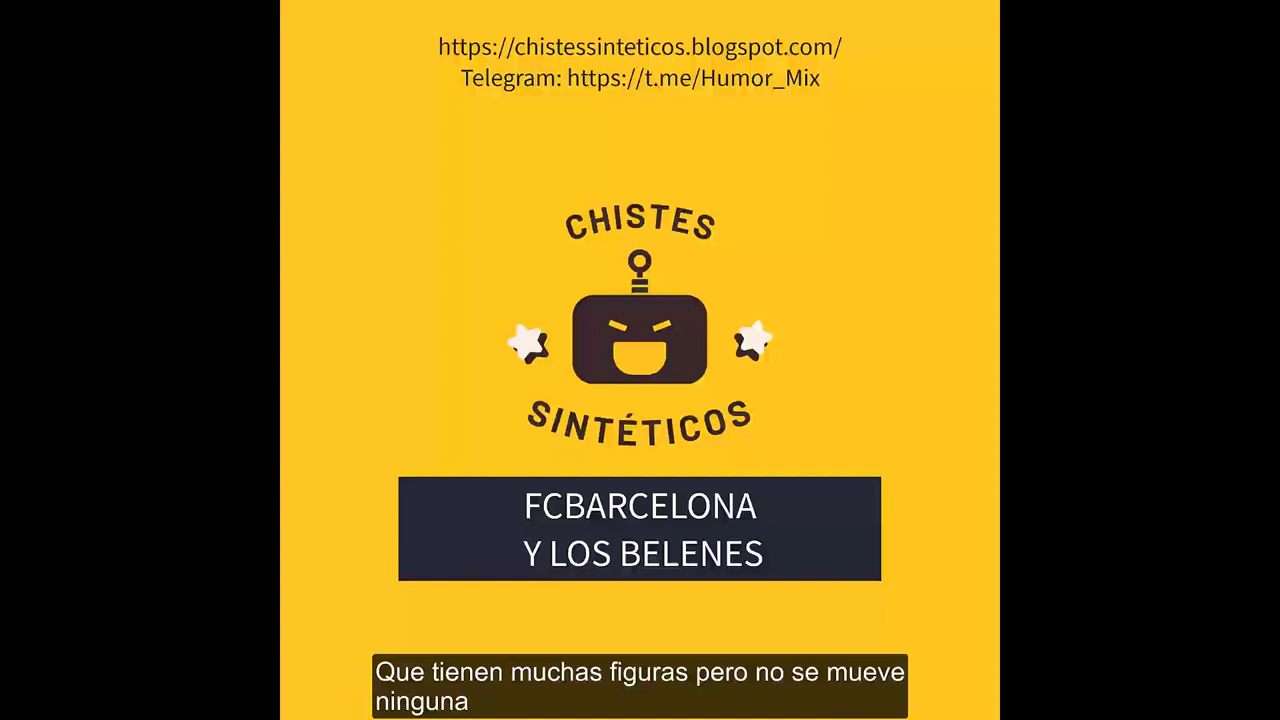 https://chistessinteticos.blogspot.com/
Telegram: https://t.me/Humor_Mix
CHISTES
SINTÉTICOS
FCBARCELONA
Y LOS BELENES
Que tienen muchas figuras pero no se mueve
ninguna